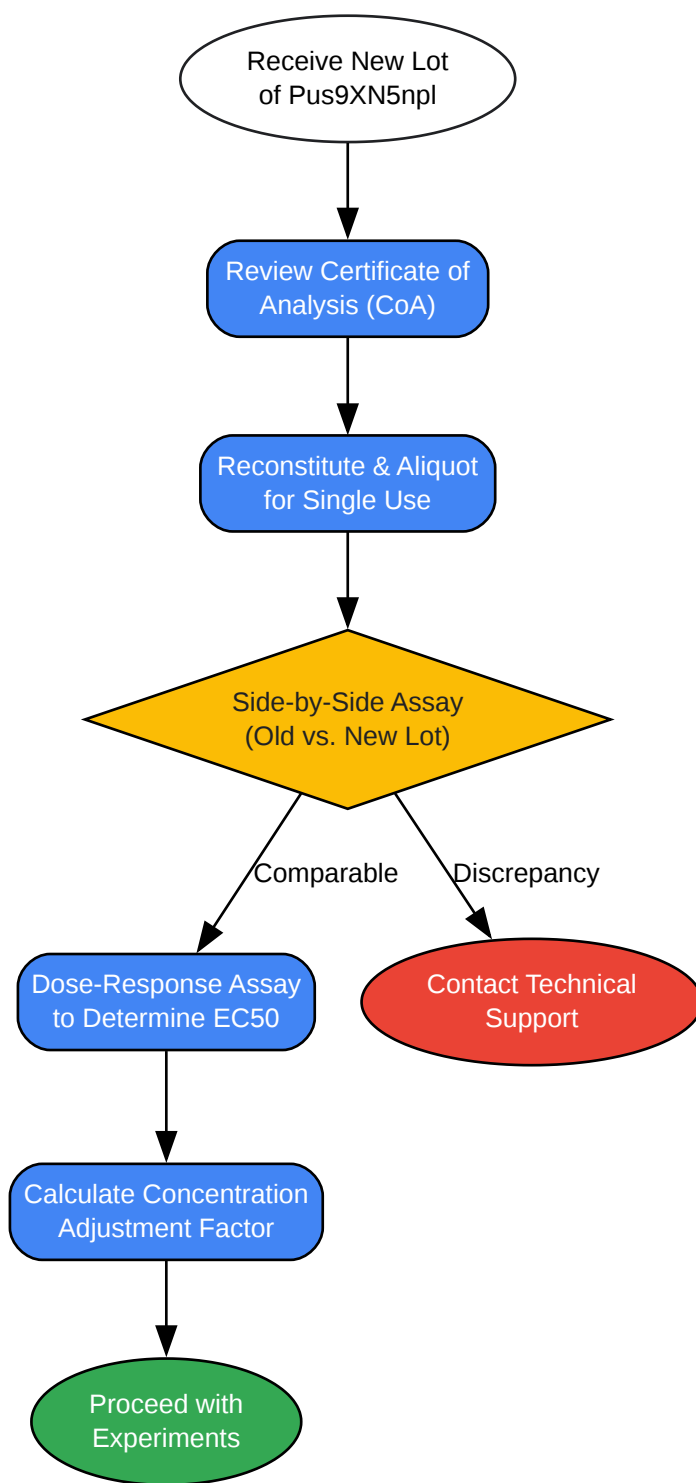 Receive New Lot
of Pus9XN5npl
Review Certificate of
Analysis (CoA)
Reconstitute & Aliquot
for Single Use
Side-by-Side Assay
(Old vs. New Lot)
Comparable
Discrepancy
Dose-Response Assay
to Determine EC50
Contact Technical
Support
Calculate Concentration
Adjustment Factor
Proceed with
Experiments